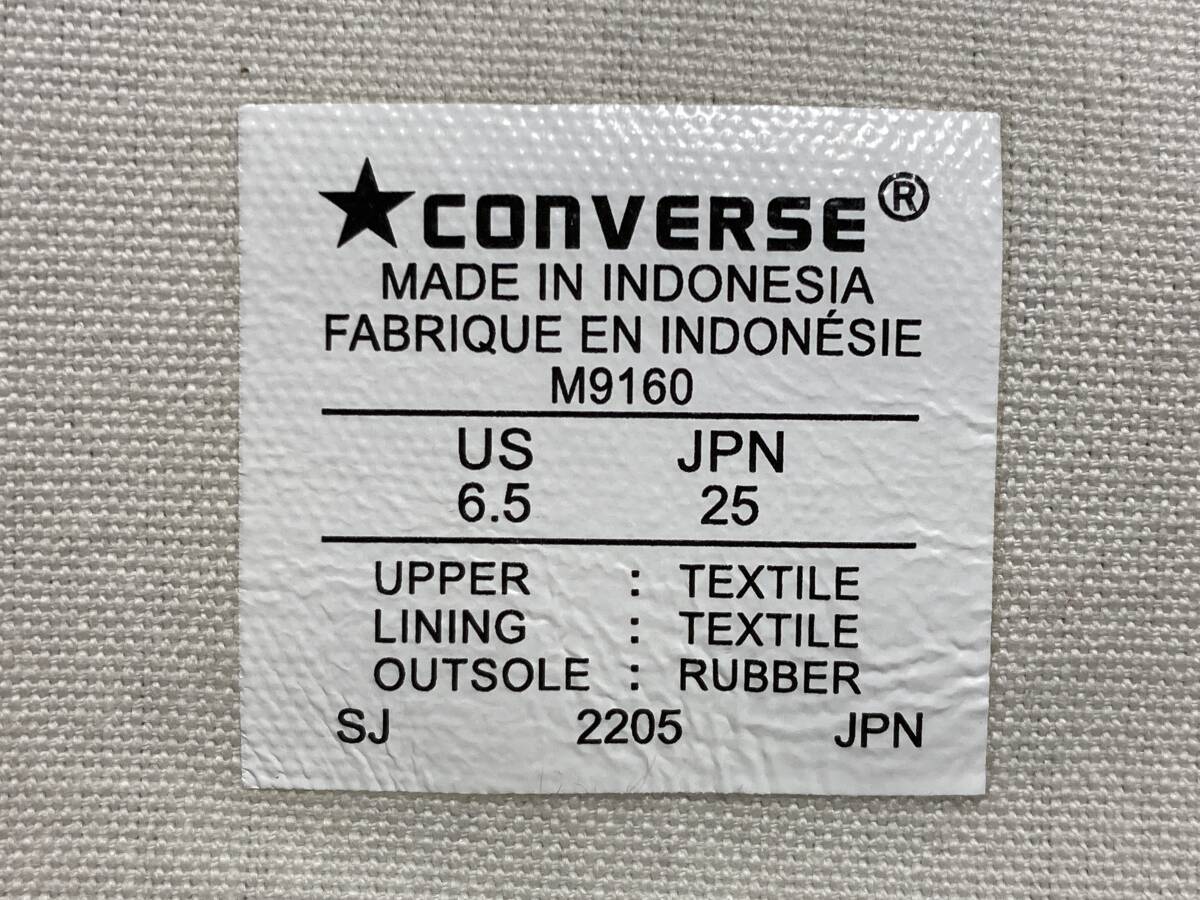 CONVERSE®
MADE IN INDONESIA
FABRIQUE EN INDONÉSIE
M9160
US JPN
6.5 25
UPPER : TEXTILE
LINING : TEXTILE
OUTSOLE : RUBBER
SJ 2205 JPN